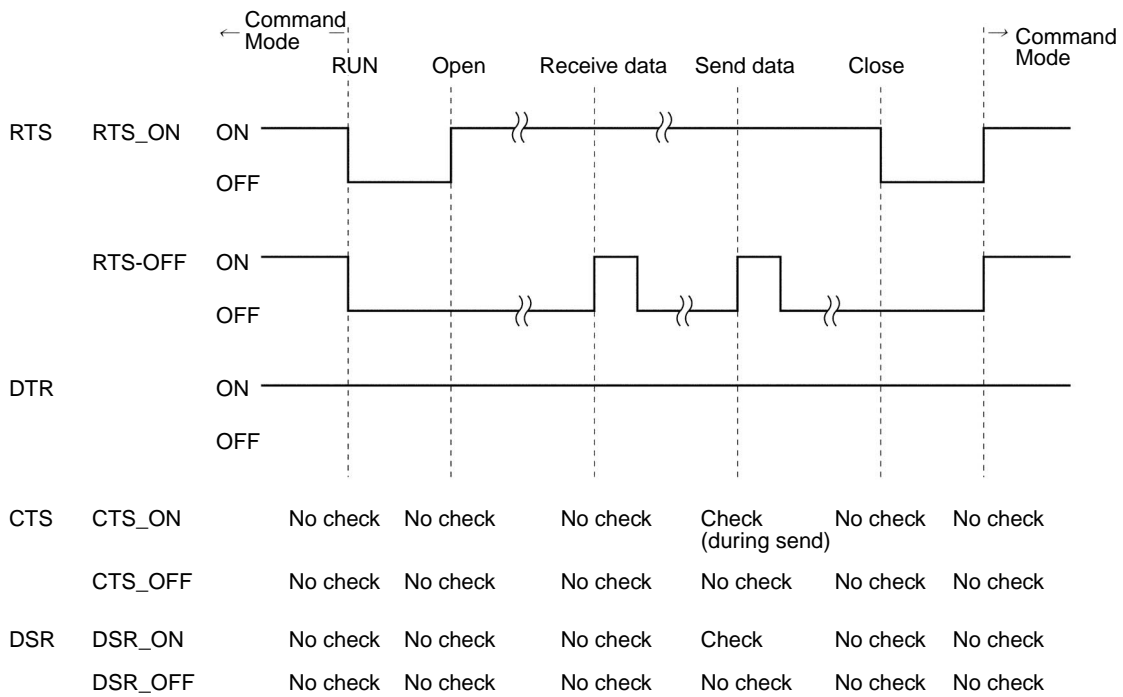 ← Command Mode
→ Command Mode
RUN Open Receive data Send data Close
RTS RTS_ON ON
OFF
RTS-OFF ON
OFF
DTR ON
OFF
CTS CTS_ON No check No check No check Check (during send) No check No check
CTS_OFF No check No check No check No check No check No check
DSR DSR_ON No check No check No check Check No check No check
DSR_OFF No check No check No check No check No check No check